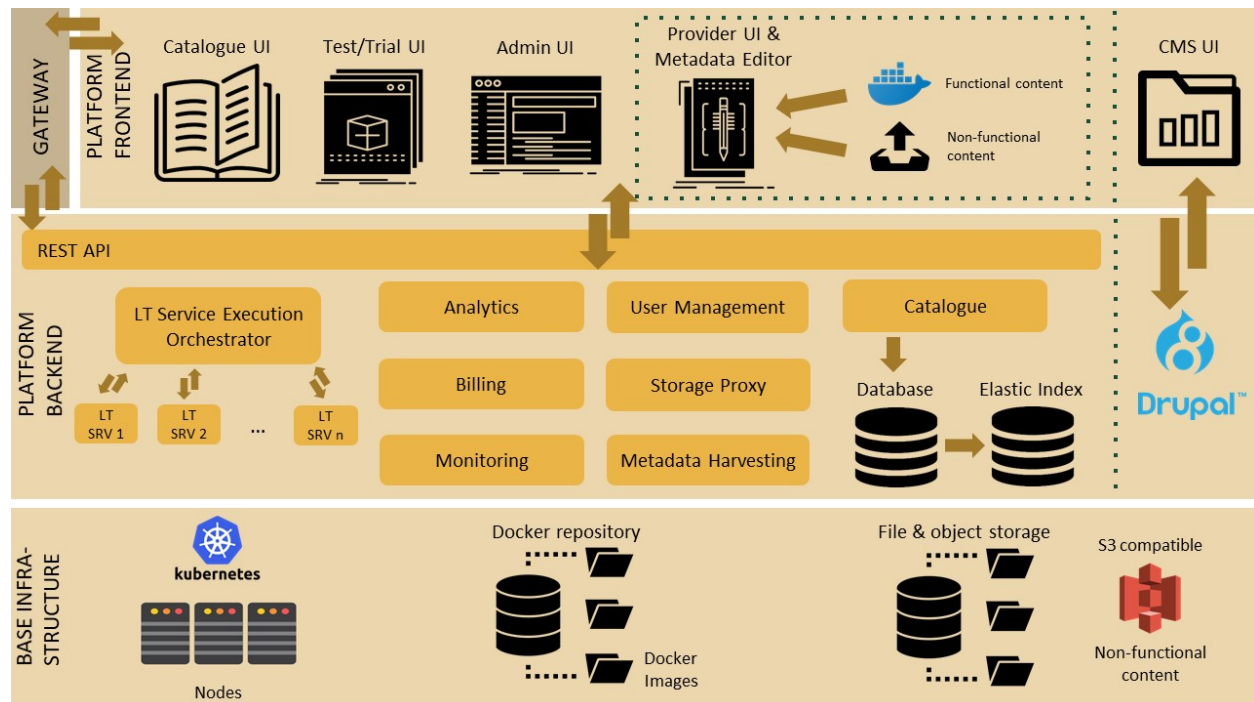 GATEWAY
PLATFORM
FRONTEND
Catalogue UI
Test/Trial UI
Admin UI
Provider UI &
Metadata Editor
Functional content
Non-functional
content
CMS UI
PLATFORM
BACKEND
REST API
LT Service Execution
Orchestrator
LT
SRV 1
LT
SRV 2
...
LT
SRV n
Analytics
User Management
Billing
Storage Proxy
Monitoring
Metadata Harvesting
Catalogue
Database
Elastic Index
Drupal™
BASE INFRA-
STRUCTURE
kubernetes
Nodes
Docker repository
Docker
Images
File & object storage
S3 compatible
Non-functional
content